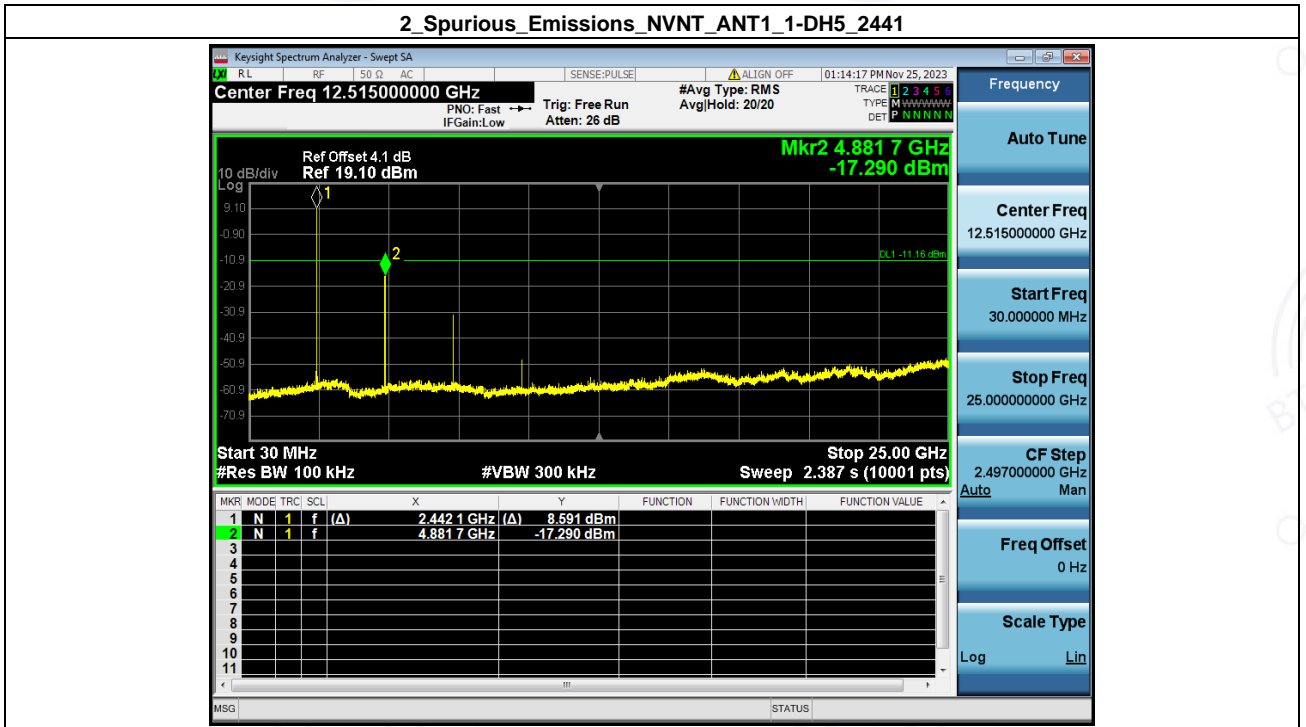 2_Spurious_Emissions_NVNT_ANT1_1-DH5_2441
Keysight Spectrum Analyzer - Swept SA
LXI RL RF 50 Ω AC SENSE:PULSE ALIGN OFF 01:14:17 PM Nov 25, 2023
Center Freq 12.515000000 GHz
PNO: Fast
IFGain:Low
Trig: Free Run
Atten: 26 dB
#Avg Type: RMS
Avg|Hold: 20/20
TRACE 1 2 3 4 5 6
TYPE M WWWWW
DET P N N N N N
Mkr2 4.881 7 GHz
-17.290 dBm
Ref Offset 4.1 dB
10 dB/div Ref 19.10 dBm
Log
1
9.10
-0.90
2
DL1 -11.16 dBm
-10.9
-20.9
-30.9
-40.9
-50.9
-60.9
-70.9
Start 30 MHz Stop 25.00 GHz
#Res BW 100 kHz #VBW 300 kHz Sweep 2.387 s (10001 pts)
MKR MODE TRC SCL X Y FUNCTION FUNCTION WIDTH FUNCTION VALUE
1 N 1 f (Δ) 2.442 1 GHz (Δ) 8.591 dBm
2 N 1 f 4.881 7 GHz -17.290 dBm
3
4
5
6
7
8
9
10
11
MSG STATUS
Frequency
Auto Tune
Center Freq
12.515000000 GHz
Start Freq
30.000000 MHz
Stop Freq
25.000000000 GHz
CF Step
2.497000000 GHz
Auto Man
Freq Offset
0 Hz
Scale Type
Log Lin